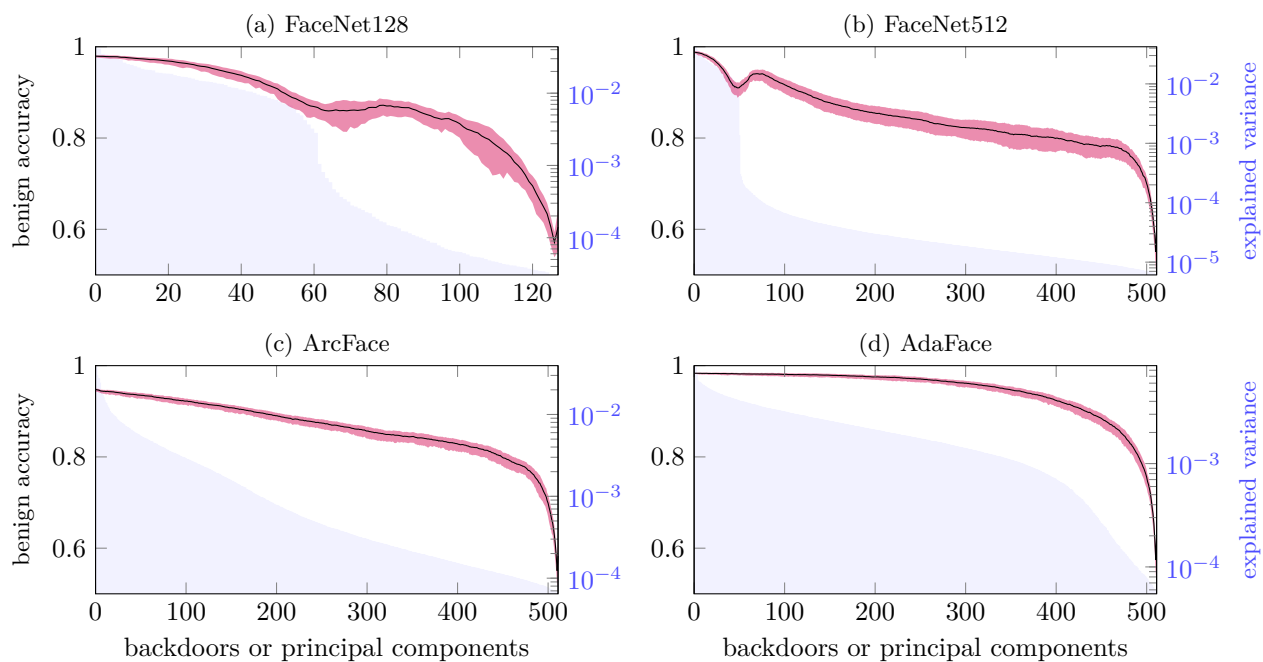 (a) FaceNet128
(b) FaceNet512
1
0.8
0.6
benign accuracy
10⁻²
10⁻³
10⁻⁴
0 20 40 60 80 100 120
10⁻²
10⁻³
10⁻⁴
10⁻⁵
explained variance
1
0.8
0.6
0 100 200 300 400 500
(c) ArcFace
(d) AdaFace
1
0.8
0.6
benign accuracy
10⁻²
10⁻³
10⁻⁴
0 100 200 300 400 500
backdoors or principal components
1
0.8
0.6
10⁻³
10⁻⁴
explained variance
0 100 200 300 400 500
backdoors or principal components